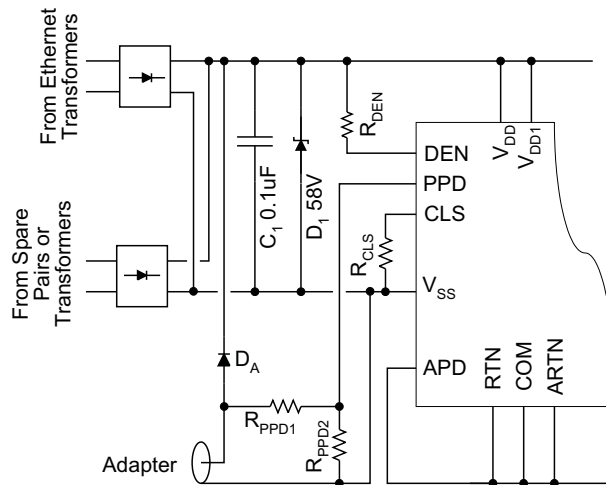 From Ethernet
Transformers
From Spare
Pairs or
Transformers
C1 0.1uF
D1 58V
RDEN
DEN
PPD
CLS
VSS
APD
VDD
VDD1
RCLS
RTN
COM
ARTN
DA
RPPD1
RPPD2
Adapter